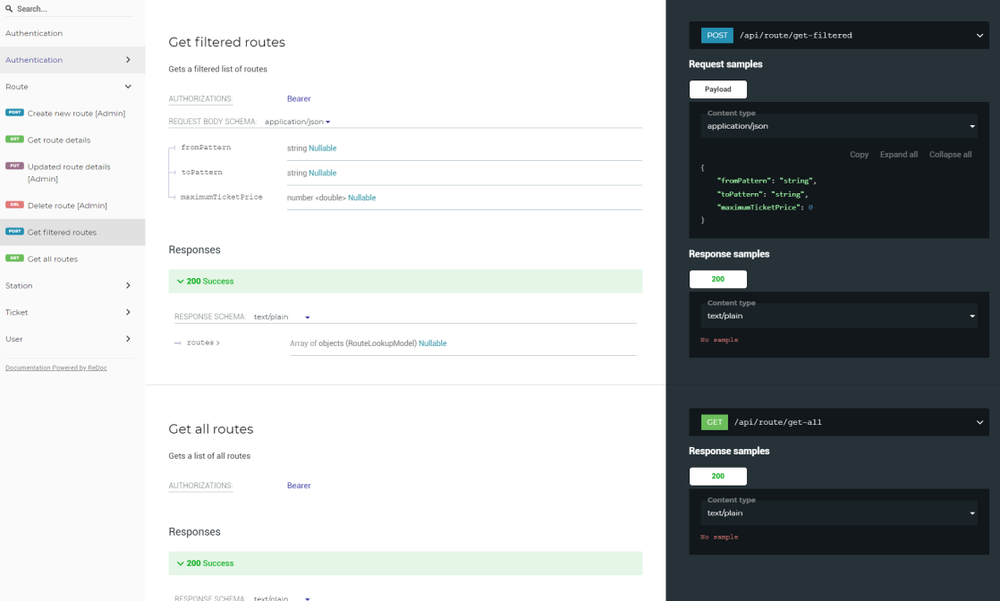 Search...
Authentication
Authentication
Route
POST Create new route [Admin]
GET Get route details
PUT Updated route details
[Admin]
DEL Delete route [Admin]
POST Get filtered routes
GET Get all routes
Station
Ticket
User
Documentation Powered by ReDoc
Get filtered routes
Gets a filtered list of routes
AUTHORIZATIONS: Bearer
REQUEST BODY SCHEMA: application/json
fromPattern string Nullable
toPattern string Nullable
maximumTicketPrice number <double> Nullable
Responses
200 Success
RESPONSE SCHEMA: text/plain
routes > Array of objects (RouteLookupModel) Nullable
POST /api/route/get-filtered
Request samples
Payload
Content type
application/json
Copy Expand all Collapse all
{
"fromPattern": "string",
"toPattern": "string",
"maximumTicketPrice": 0
}
Response samples
200
Content type
text/plain
No sample
Get all routes
Gets a list of all routes
AUTHORIZATIONS: Bearer
Responses
200 Success
RESPONSE SCHEMA: text/plain
GET /api/route/get-all
Response samples
200
Content type
text/plain
No sample